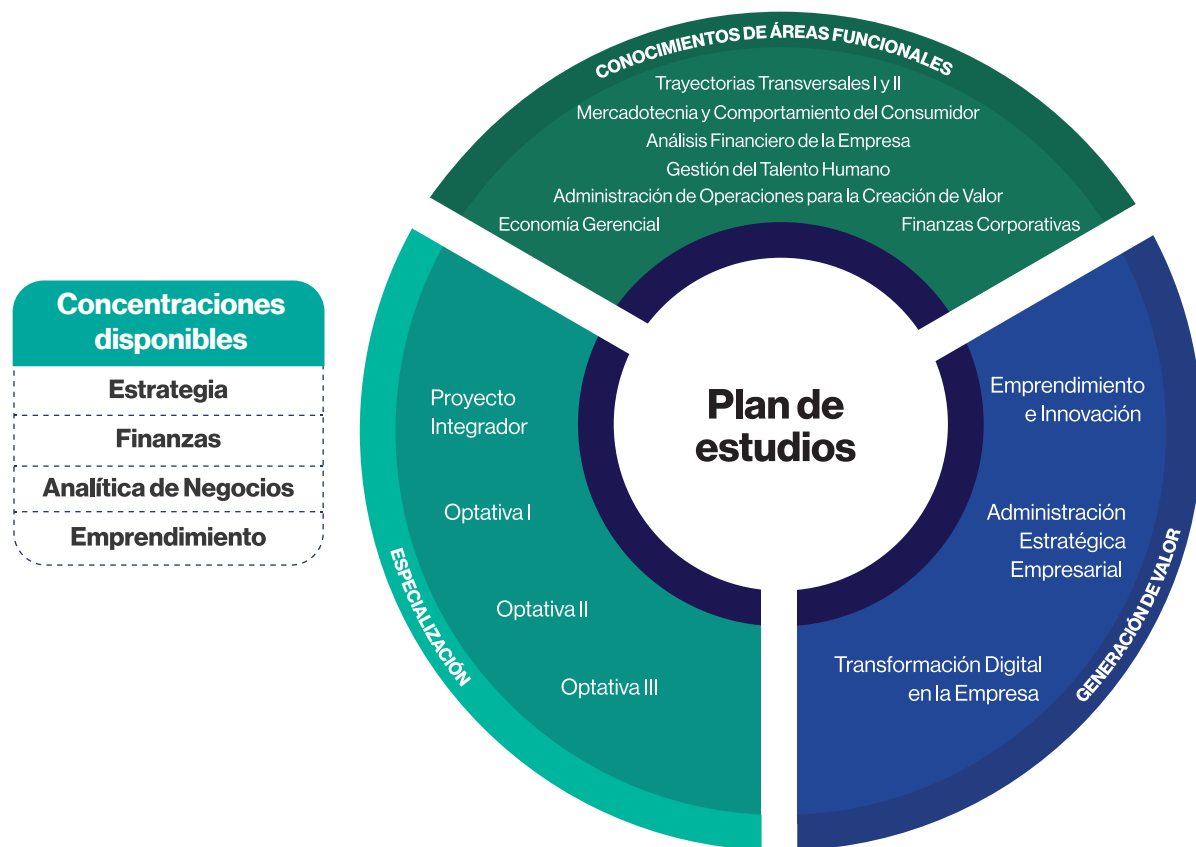 CONOCIMIENTOS DE ÁREAS FUNCIONALES
Trayectorias Transversales I y II
Mercadotecnia y Comportamiento del Consumidor
Análisis Financiero de la Empresa
Gestión del Talento Humano
Administración de Operaciones para la Creación de Valor
Economía Gerencial
Finanzas Corporativas
Concentraciones
disponibles
Estrategia
Finanzas
Analítica de Negocios
Emprendimiento
ESPECIALIZACIÓN
Proyecto
Integrador
Optativa I
Optativa II
Optativa III
Plan de
estudios
Emprendimiento
e Innovación
Administración
Estratégica
Empresarial
Transformación Digital
en la Empresa
GENERACIÓN DE VALOR